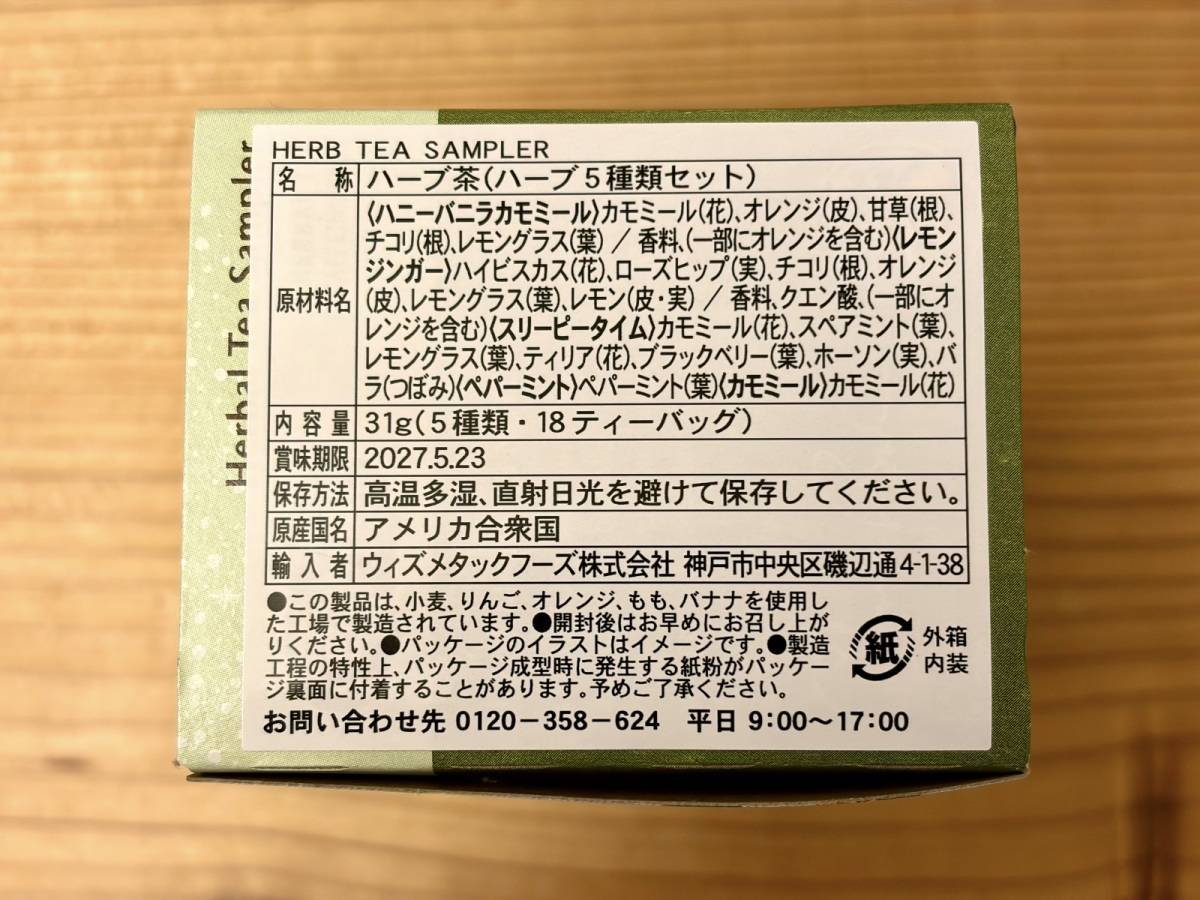 Herbal Tea Sampler
HERB TEA SAMPLER
名称 ハーブ茶(ハーブ5種類セット)
原材料名
〈ハニーバニラカモミール〉カモミール(花)、オレンジ(皮)、甘草(根)、
チコリ(根)、レモングラス(葉) / 香料、(一部にオレンジを含む)〈レモン
ジンガー〉ハイビスカス(花)、ローズヒップ(実)、チコリ(根)、オレンジ
(皮)、レモングラス(葉)、レモン(皮・実) / 香料、クエン酸、(一部にオ
レンジを含む)〈スリーピータイム〉カモミール(花)、スペアミント(葉)、
レモングラス(葉)、ティリア(花)、ブラックベリー(葉)、ホーソン(実)、バ
ラ(つぼみ)〈ペパーミント〉ペパーミント(葉)〈カモミール〉カモミール(花)
内容量 31g(5種類・18ティーバッグ)
賞味期限 2027.5.23
保存方法 高温多湿、直射日光を避けて保存してください。
原産国名 アメリカ合衆国
輸入者 ウィズメタックフーズ株式会社 神戸市中央区磯辺通4-1-38
●この製品は、小麦、りんご、オレンジ、もも、バナナを使用し
た工場で製造されています。●開封後はお早めにお召し上が
りください。●パッケージのイラストはイメージです。●製造
工程の特性上、パッケージ成型時に発生する紙粉がパッケー
ジ裏面に付着することがあります。予めご了承ください。
紙
外箱
内装
お問い合わせ先 0120－358－624 平日 9:00～17:00